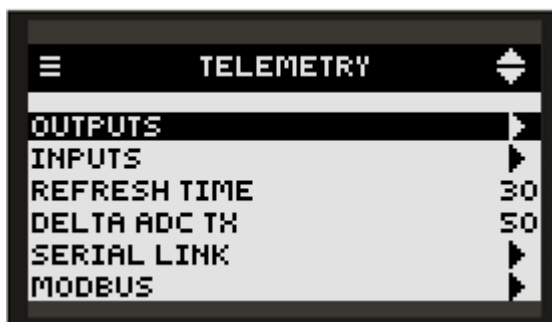 TELEMETRY
OUTPUTS
INPUTS
REFRESH TIME 30
DELTA ADC TX 50
SERIAL LINK
MODBUS